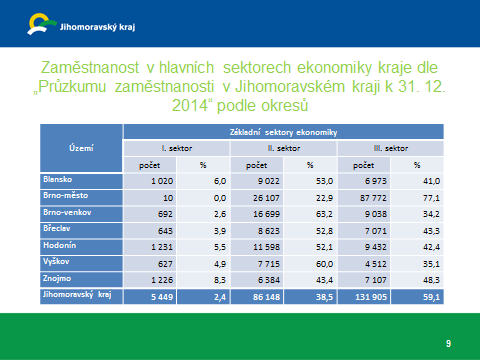 Jihomoravský kraj
Zaměstnanost v hlavních sektorech ekonomiky kraje dle
„Průzkumu zaměstnanosti v Jihomoravském kraji k 31. 12.
2014“ podle okresů
Území Základní sektory ekonomiky
I. sektor II. sektor III. sektor
počet % počet % počet %
Blansko 1 020 6,0 9 022 53,0 6 973 41,0
Brno-město 10 0,0 26 107 22,9 87 772 77,1
Brno-venkov 692 2,6 16 699 63,2 9 038 34,2
Břeclav 643 3,9 8 623 52,8 7 071 43,3
Hodonín 1 231 5,5 11 598 52,1 9 432 42,4
Vyškov 627 4,9 7 715 60,0 4 512 35,1
Znojmo 1 226 8,3 6 384 43,4 7 107 48,3
Jihomoravský kraj 5 449 2,4 86 148 38,5 131 905 59,1
9